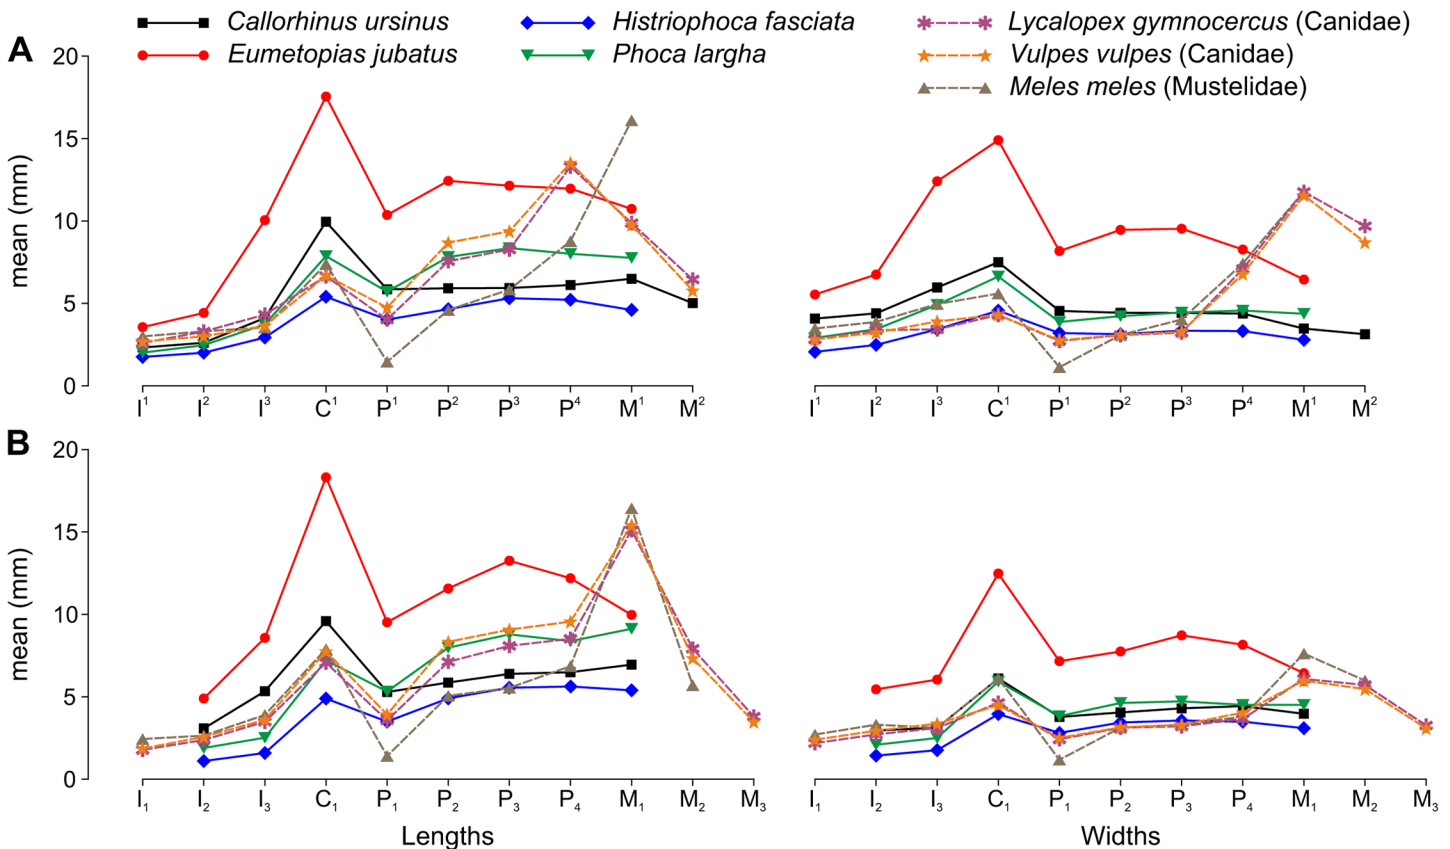 Callorhinus ursinus Histriophoca fasciata Lycalopex gymnocercus (Canidae)
Eumetopias jubatus Phoca largha Vulpes vulpes (Canidae)
Meles meles (Mustelidae)
A
20
15
10
5
0
mean (mm)
I¹ I² I³ C¹ P¹ P² P³ P⁴ M¹ M²
I¹ I² I³ C¹ P¹ P² P³ P⁴ M¹ M²
B
20
15
10
5
0
mean (mm)
I₁ I₂ I₃ C₁ P₁ P₂ P₃ P₄ M₁ M₂ M₃
I₁ I₂ I₃ C₁ P₁ P₂ P₃ P₄ M₁ M₂ M₃
Lengths Widths